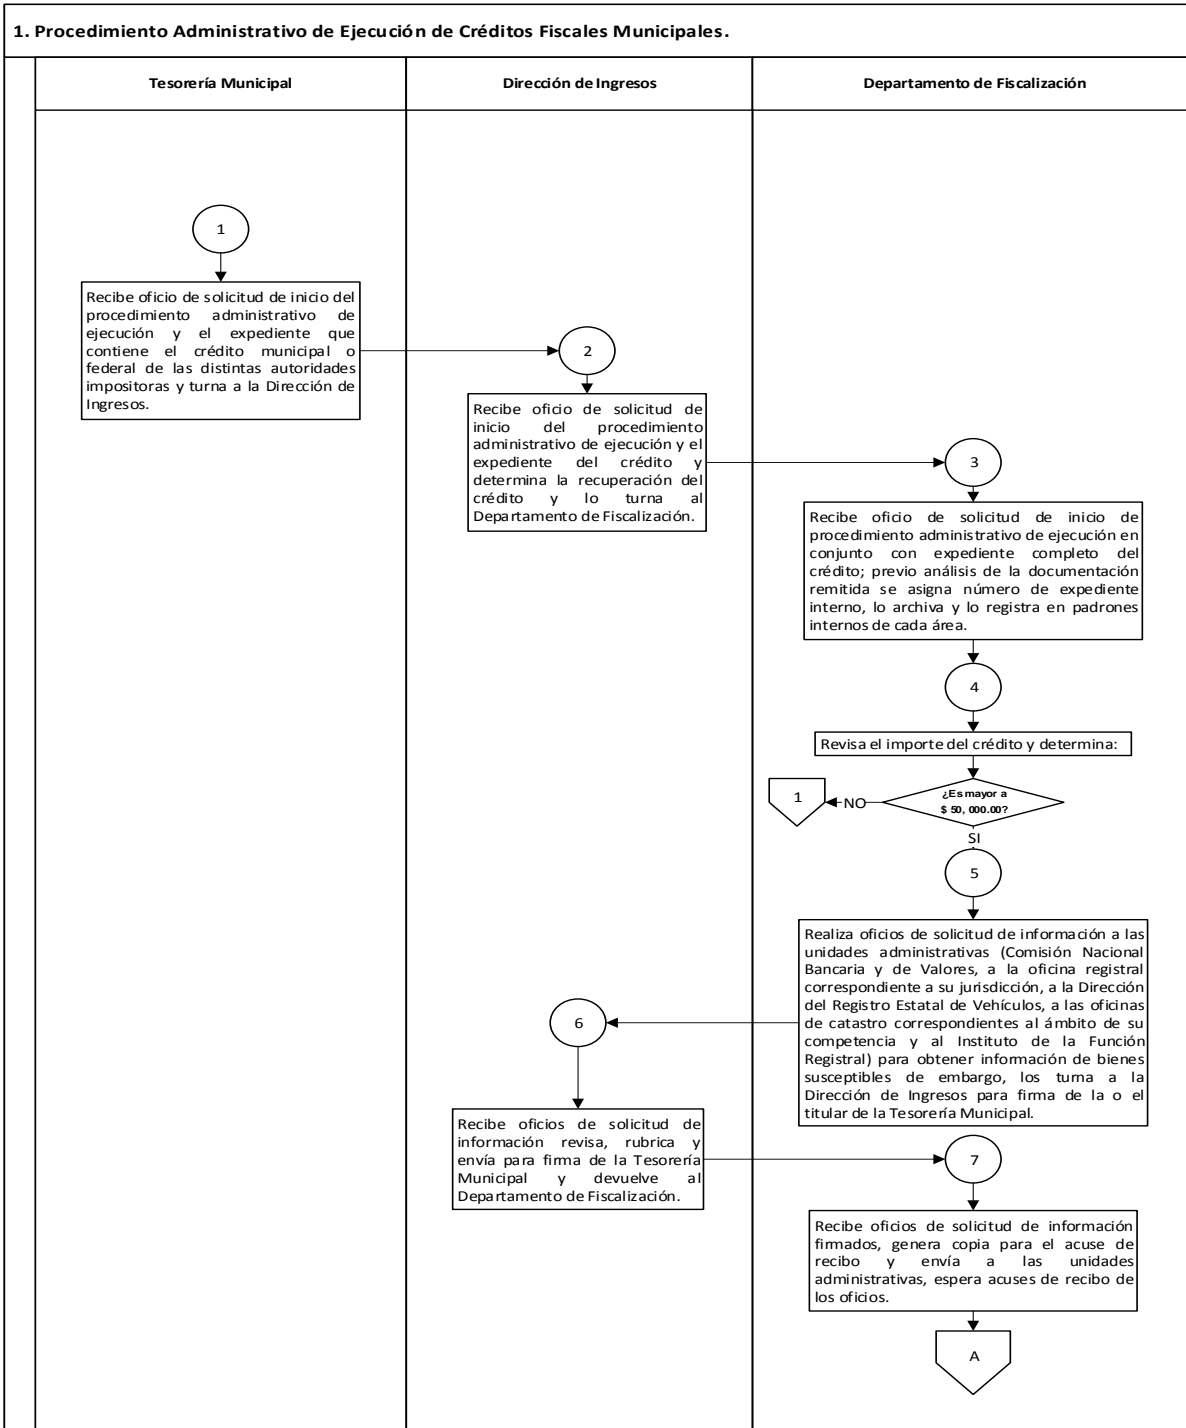 1. Procedimiento Administrativo de Ejecución de Créditos Fiscales Municipales.
Tesorería Municipal
Dirección de Ingresos
Departamento de Fiscalización
1
Recibe oficio de solicitud de inicio del
procedimiento administrativo de
ejecución y el expediente que
contiene el crédito municipal o
federal de las distintas autoridades
impositoras y turna a la Dirección de
Ingresos.
2
Recibe oficio de solicitud de
inicio del procedimiento
administrativo de ejecución y el
expediente del crédito y
determina la recuperación del
crédito y lo turna al
Departamento de Fiscalización.
3
Recibe oficio de solicitud de inicio de
procedimiento administrativo de ejecución en
conjunto con expediente completo del
crédito; previo análisis de la documentación
remitida se asigna número de expediente
interno, lo archiva y lo registra en padrones
internos de cada área.
4
Revisa el importe del crédito y determina:
¿Es mayor a
$ 50, 000.00?
NO
1
SI
5
Realiza oficios de solicitud de información a las
unidades administrativas (Comisión Nacional
Bancaria y de Valores, a la oficina registral
correspondiente a su jurisdicción, a la Dirección
del Registro Estatal de Vehículos, a las oficinas
de catastro correspondientes al ámbito de su
competencia y al Instituto de la Función
Registral) para obtener información de bienes
susceptibles de embargo, los turna a la
Dirección de Ingresos para firma de la o el
titular de la Tesorería Municipal.
6
Recibe oficios de solicitud de
información revisa, rubrica y
envía para firma de la Tesorería
Municipal y devuelve al
Departamento de Fiscalización.
7
Recibe oficios de solicitud de información
firmados, genera copia para el acuse de
recibo y envía a las unidades
administrativas, espera acuses de recibo de
los oficios.
A